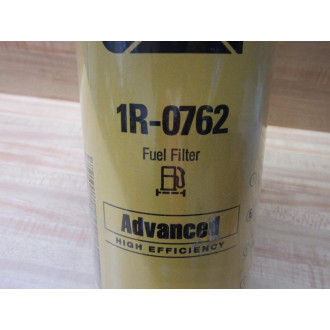 1R-0762
Fuel Filter
Advanced
HIGH EFFICIENCY